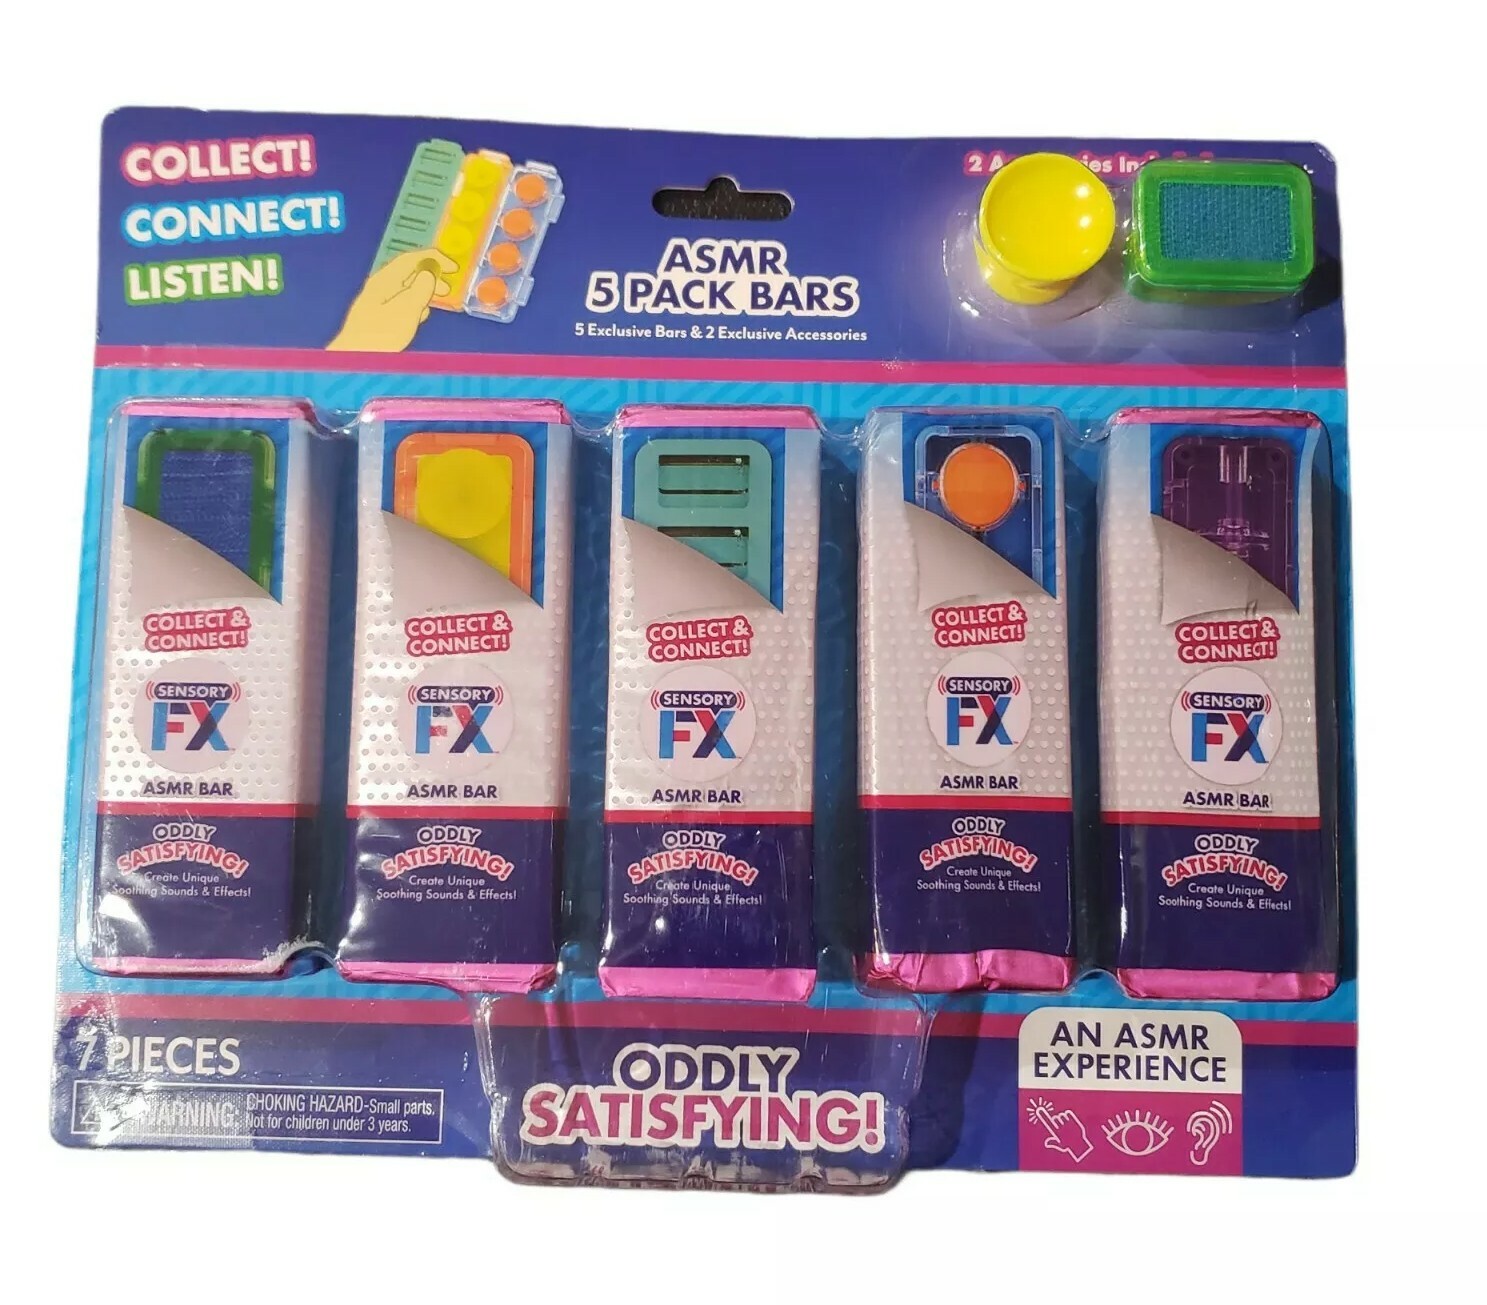 COLLECT!
CONNECT!
LISTEN!
ASMR
5 PACK BARS
5 Exclusive Bars & 2 Exclusive Accessories
2
COLLECT &
CONNECT!
SENSORY
FX
ASMR BAR
ODDLY
SATISFYING!
Create Unique
Soothing Sounds & Effects!
COLLECT &
CONNECT!
SENSORY
FX
ASMR BAR
ODDLY
SATISFYING!
Create Unique
Soothing Sounds & Effects!
COLLECT &
CONNECT!
SENSORY
FX
ASMR BAR
ODDLY
SATISFYING!
Create Unique
Soothing Sounds & Effects!
COLLECT &
CONNECT!
SENSORY
FX
ASMR BAR
ODDLY
SATISFYING!
Create Unique
Soothing Sounds & Effects!
COLLECT &
CONNECT!
SENSORY
FX
ASMR BAR
ODDLY
SATISFYING!
Create Unique
Soothing Sounds & Effects!
7 PIECES
WARNING: CHOKING HAZARD-Small parts.
Not for children under 3 years.
ODDLY
SATISFYING!
AN ASMR
EXPERIENCE